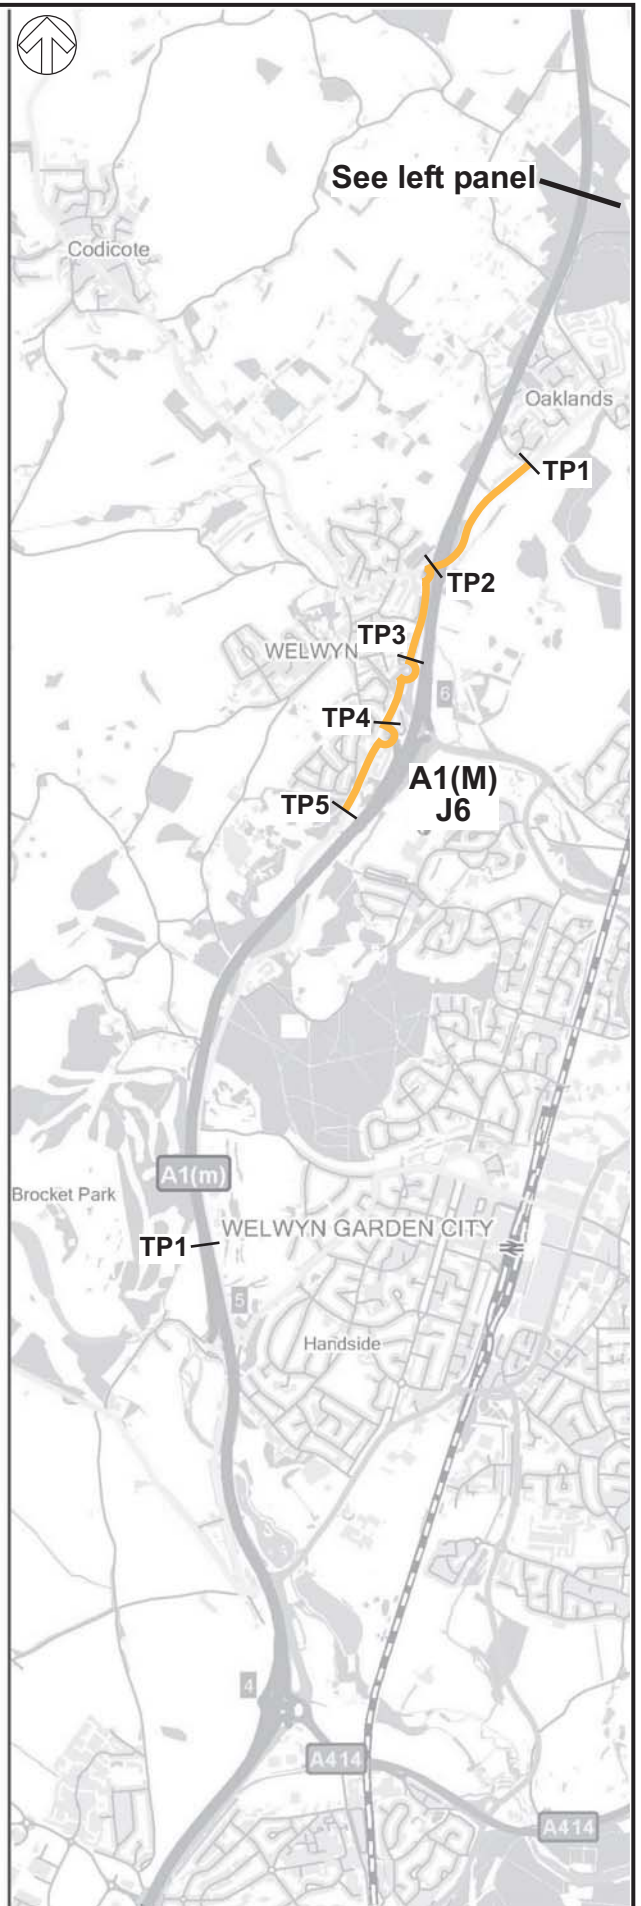 See left panel
Codicote
Oaklands
TP1
TP2
TP3
WELWYN
6
TP4
A1(M)
J6
TP5
A1(m)
Brocket Park
WELWYN GARDEN CITY
TP1
5
Handside
4
A414
A414